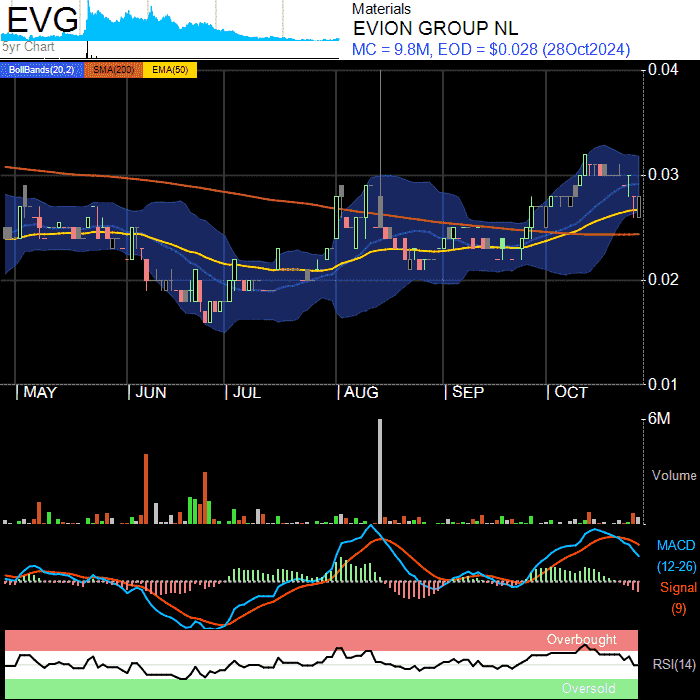 EVG
5yr Chart
Materials
EVION GROUP NL
MC = 9.8M, EOD = $0.028 (28Oct2024)
BollBands(20,2) SMA(200) EMA(50)
0.04
0.03
0.02
0.01
MAY JUN JUL AUG SEP OCT
6M
Volume
MACD
(12-26)
Signal
(9)
Overbought
RSI(14)
Oversold